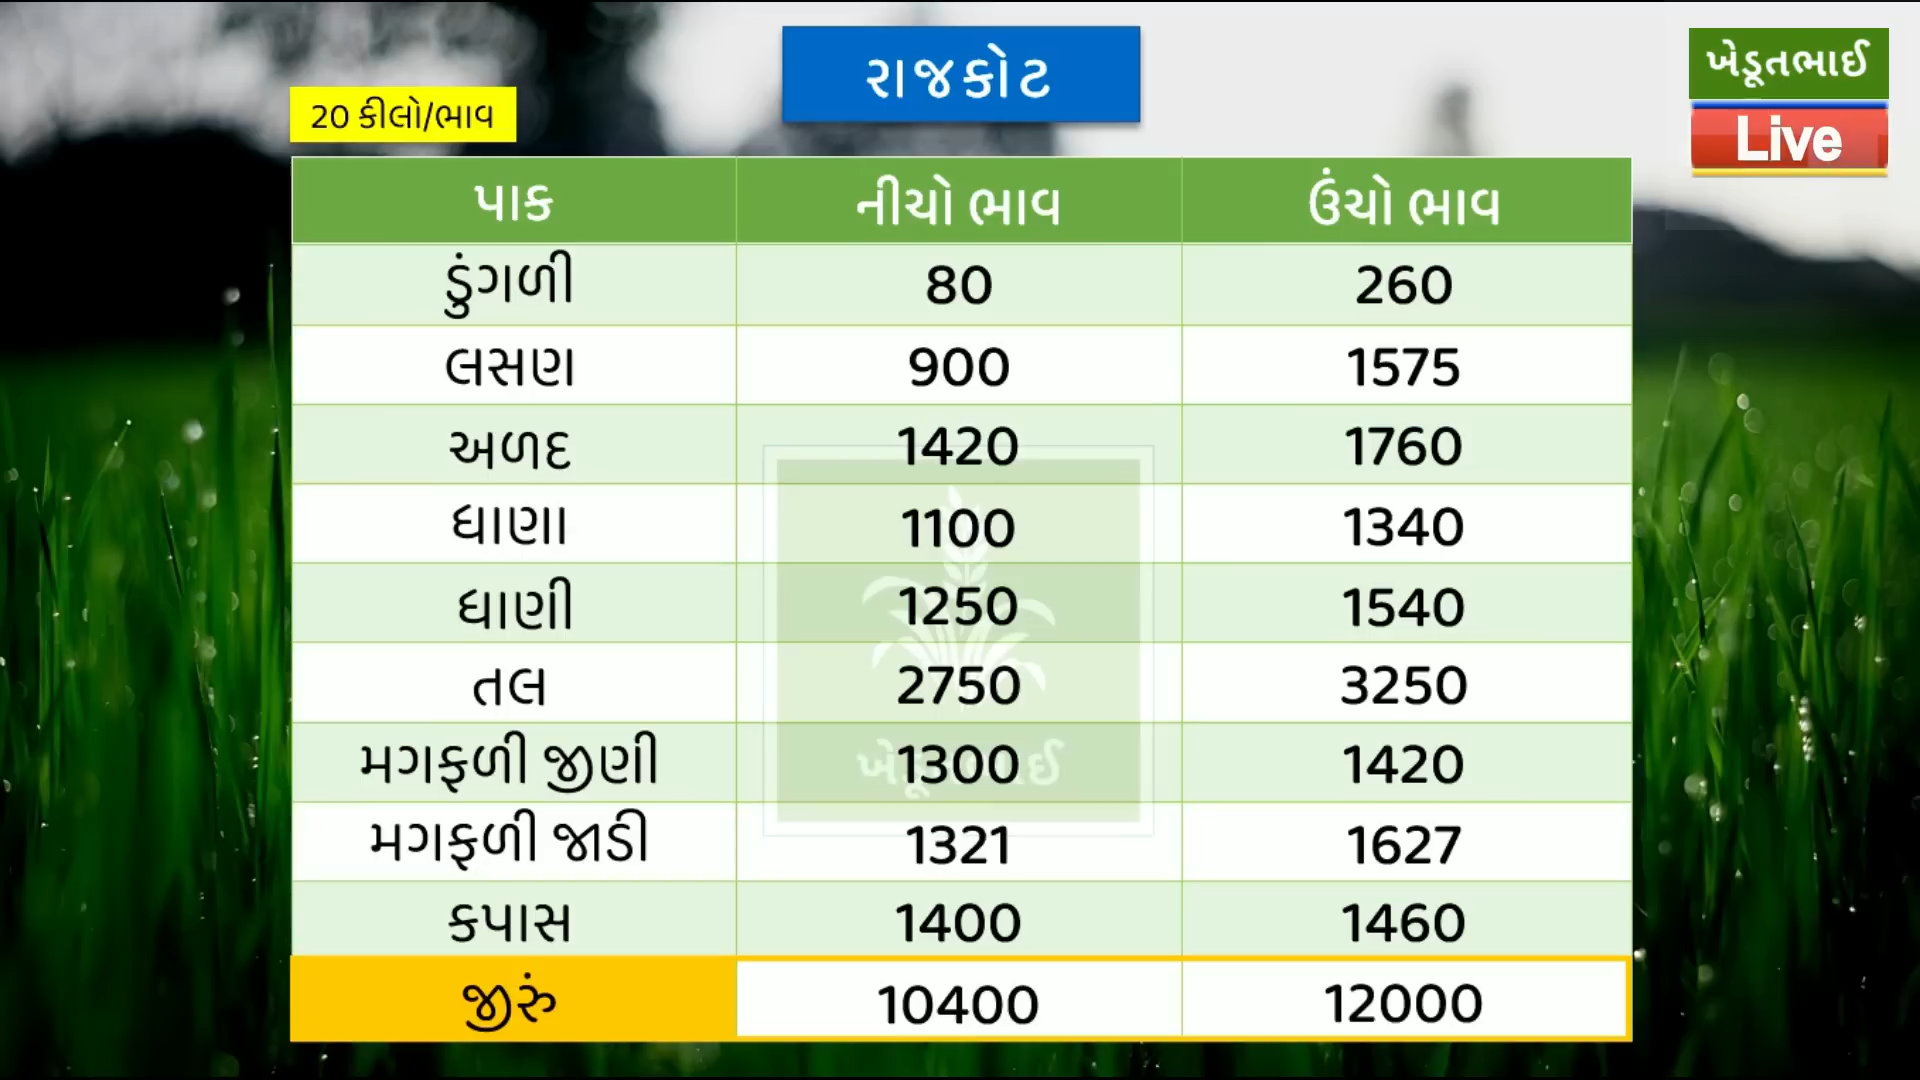 રાજકોટ
ખેડૂતભાઈ
Live
20 કીલો/ભાવ
પાક નીચો ભાવ ઉંચો ભાવ
ડુંગળી 80 260
લસણ 900 1575
અળદ 1420 1760
ધાણા 1100 1340
ધાણી 1250 1540
તલ 2750 3250
મગફળી જીણી 1300 1420
મગફળી જાડી 1321 1627
કપાસ 1400 1460
જીરું 10400 12000